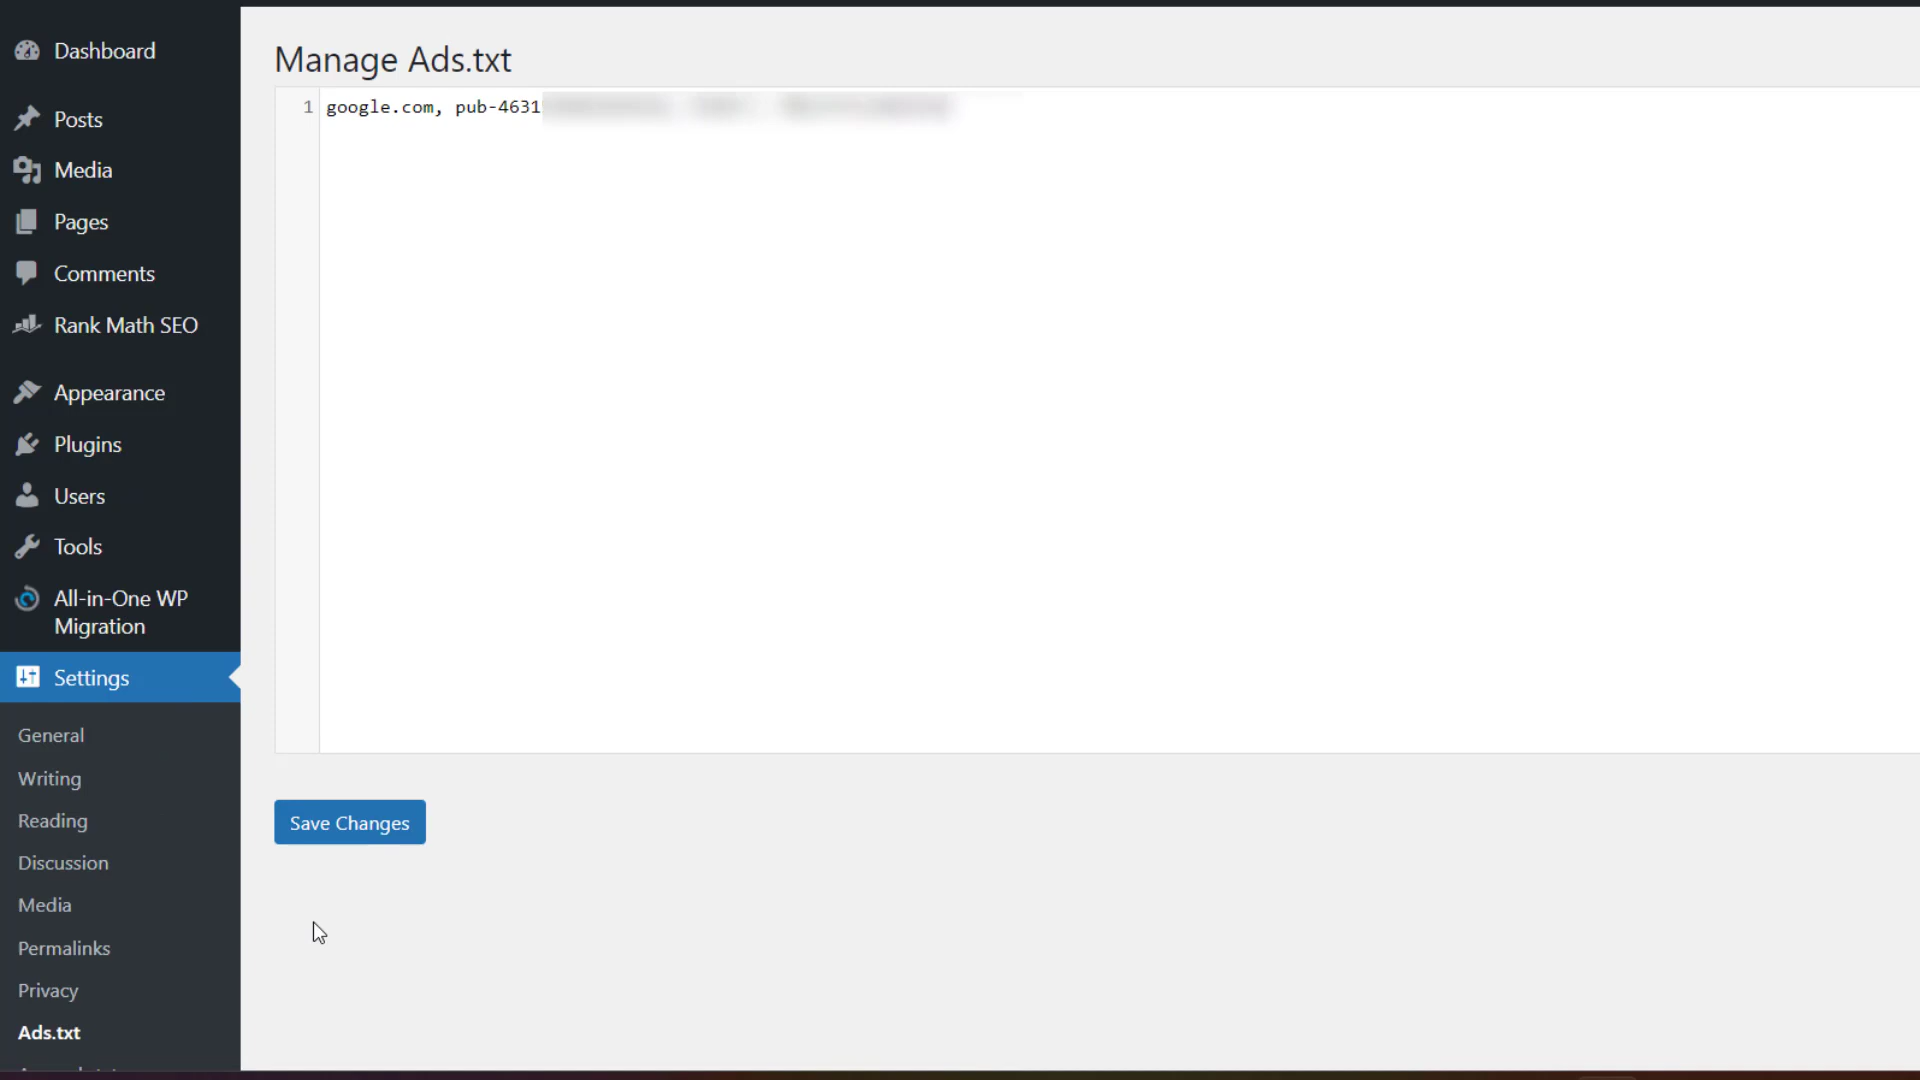 Dashboard
Posts
Media
Pages
Comments
Rank Math SEO
Appearance
Plugins
Users
Tools
All-in-One WP
Migration
Settings
General
Writing
Reading
Discussion
Media
Permalinks
Privacy
Ads.txt
Manage Ads.txt
1 google.com, pub-4631
Save Changes